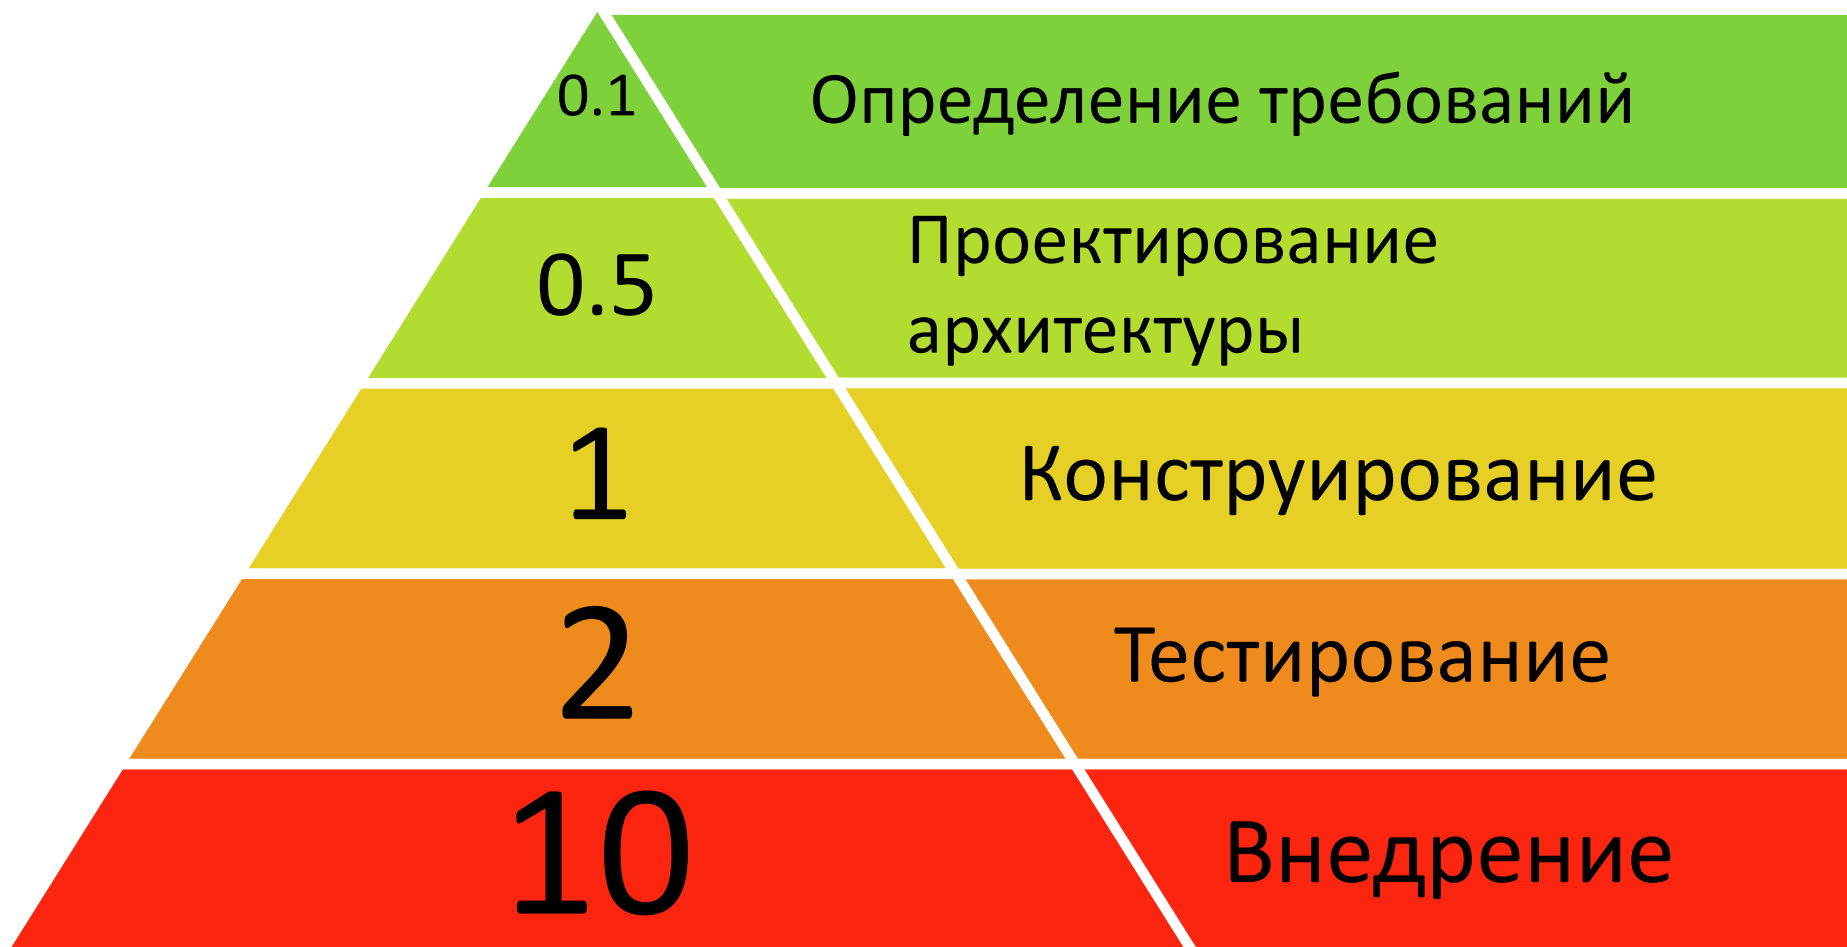 0.1 Определение требований
0.5 Проектирование
архитектуры
1 Конструирование
2 Тестирование
10 Внедрение